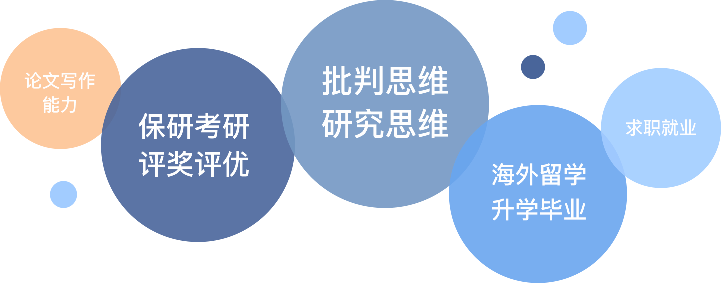 论文写作
能力
保研考研
评奖评优
批判思维
研究思维
海外留学
升学毕业
求职就业